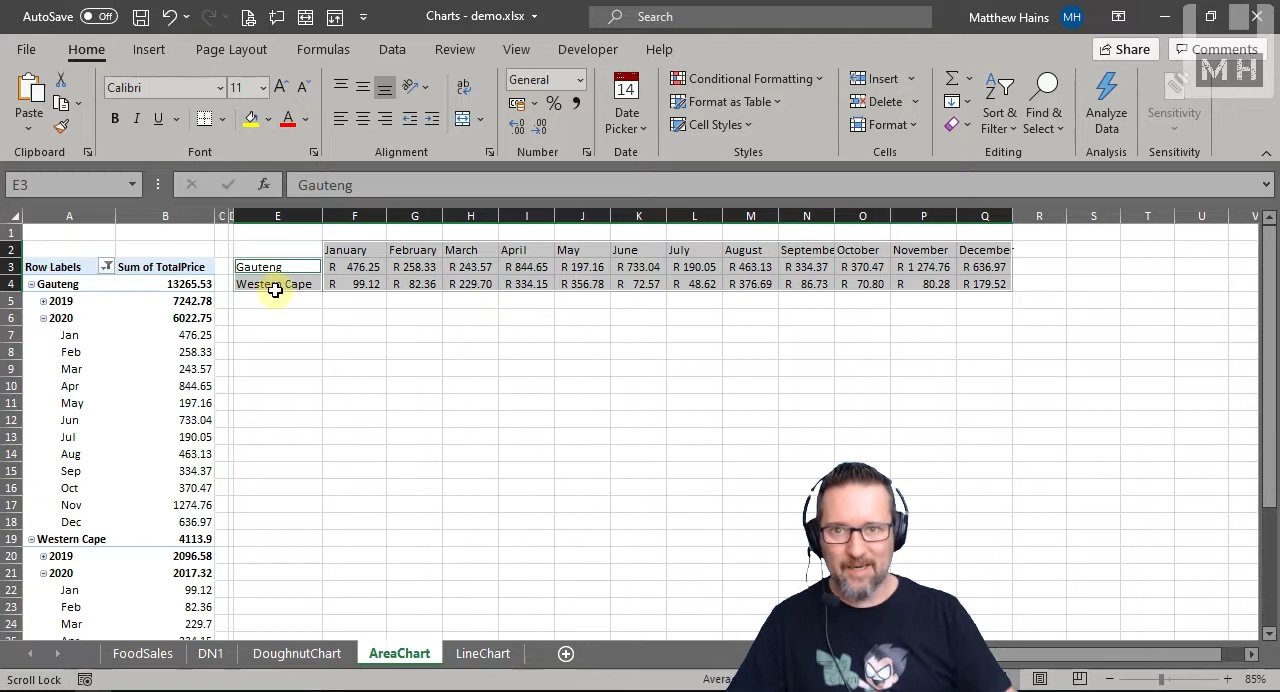 AutoSave Off Charts - demo.xlsx Search Matthew Hains MH
File Home Insert Page Layout Formulas Data Review View Developer Help Share Comments
MH
Paste Calibri 11 General Date Picker Conditional Formatting Format as Table Cell Styles Insert Delete Format Sort & Filter Find & Select Analyze Data Sensitivity
Clipboard Font Alignment Number Date Styles Cells Editing Analysis Sensitivity
E3 fx Gauteng
A B C D E F G H I J K L M N O P Q R S T U V
1
2 January February March April May June July August Septembe October November December
3 Row Labels Sum of TotalPrice Gauteng R 476.25 R 258.33 R 243.57 R 844.65 R 197.16 R 733.04 R 190.05 R 463.13 R 334.37 R 370.47 R 1 274.76 R 636.97
4 Gauteng 13265.53 Western Cape R 99.12 R 82.36 R 229.70 R 334.15 R 356.78 R 72.57 R 48.62 R 376.69 R 86.73 R 70.80 R 80.28 R 179.52
5 2019 7242.78
6 2020 6022.75
7 Jan 476.25
8 Feb 258.33
9 Mar 243.57
10 Apr 844.65
11 May 197.16
12 Jun 733.04
13 Jul 190.05
14 Aug 463.13
15 Sep 334.37
16 Oct 370.47
17 Nov 1274.76
18 Dec 636.97
19 Western Cape 4113.9
20 2019 2096.58
21 2020 2017.32
22 Jan 99.12
23 Feb 82.36
24 Mar 229.7
FoodSales DN1 DoughnutChart AreaChart LineChart
Scroll Lock 85%